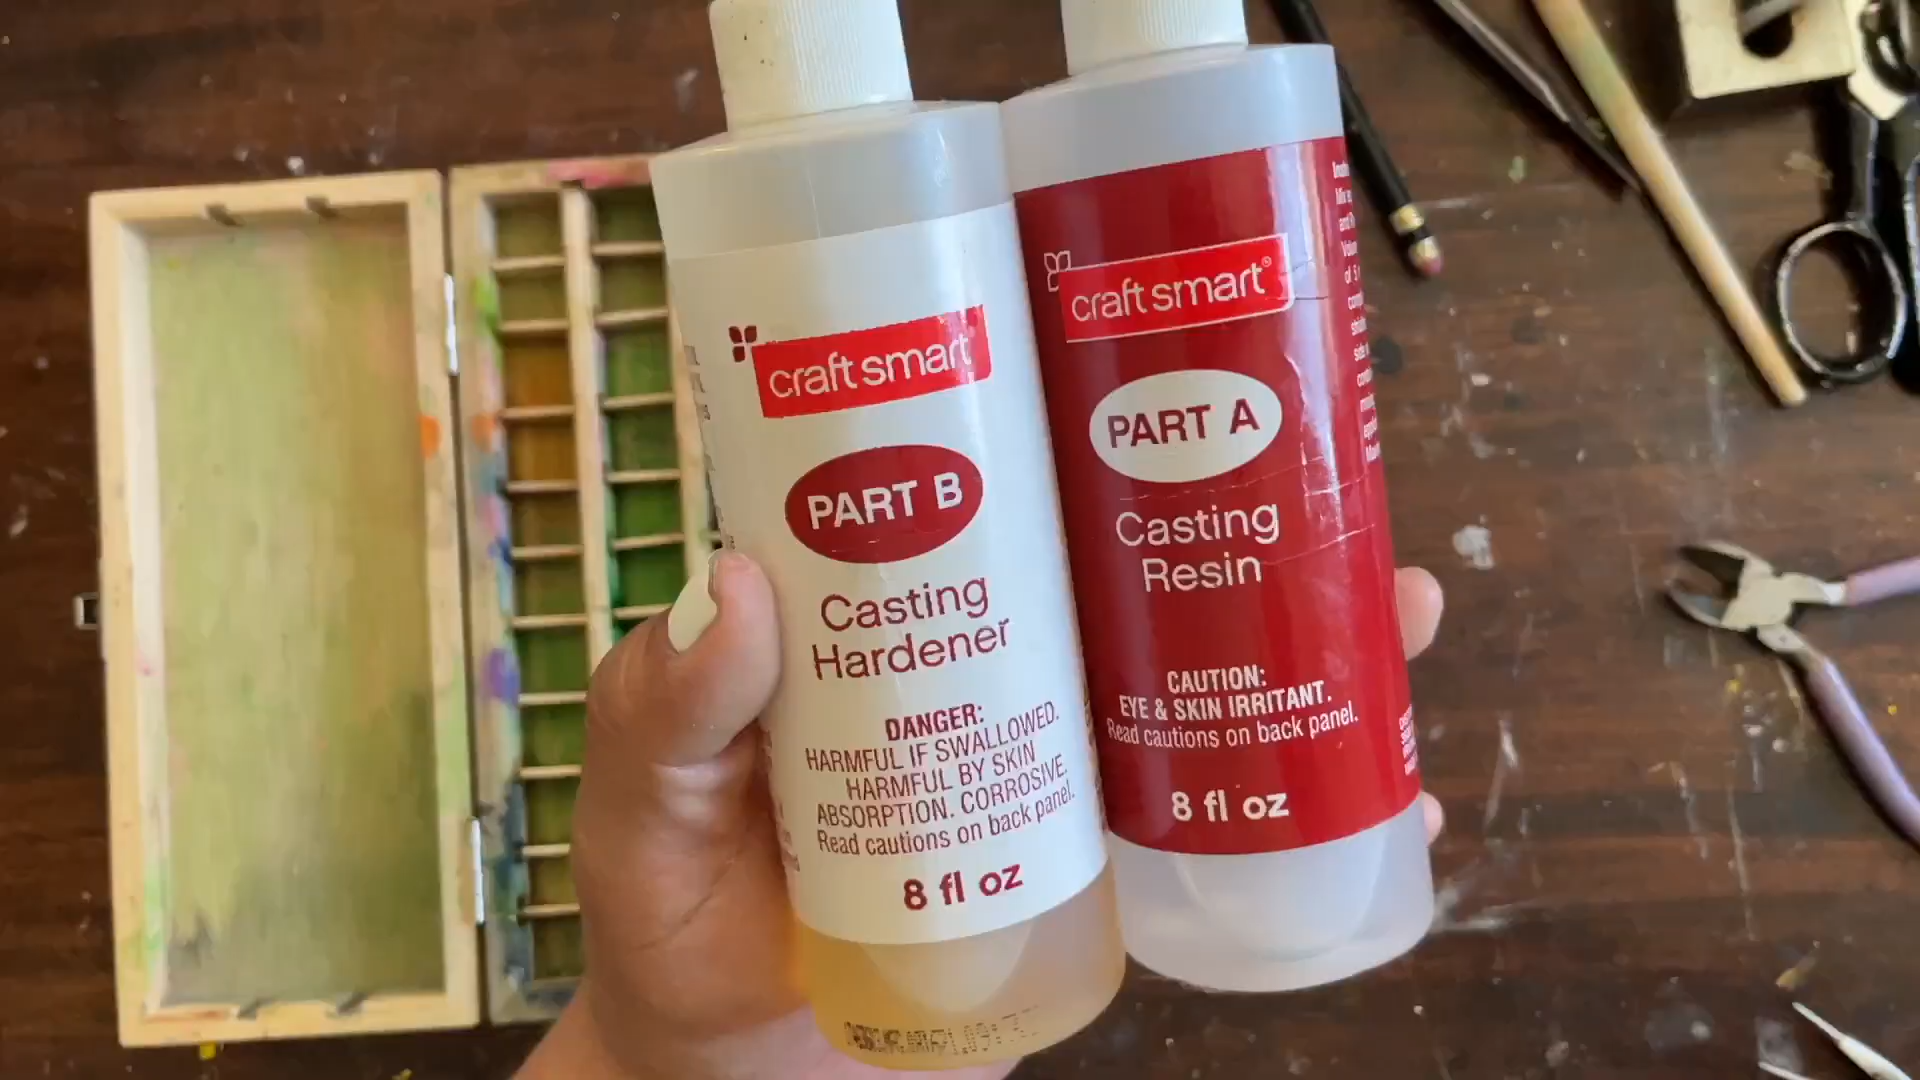 craft smart
PART B
Casting
Hardener
DANGER:
HARMFUL IF SWALLOWED.
HARMFUL BY SKIN
ABSORPTION. CORROSIVE.
Read cautions on back panel.
8 fl oz
craft smart®
PART A
Casting
Resin
CAUTION:
EYE & SKIN IRRITANT.
Read cautions on back panel.
8 fl oz